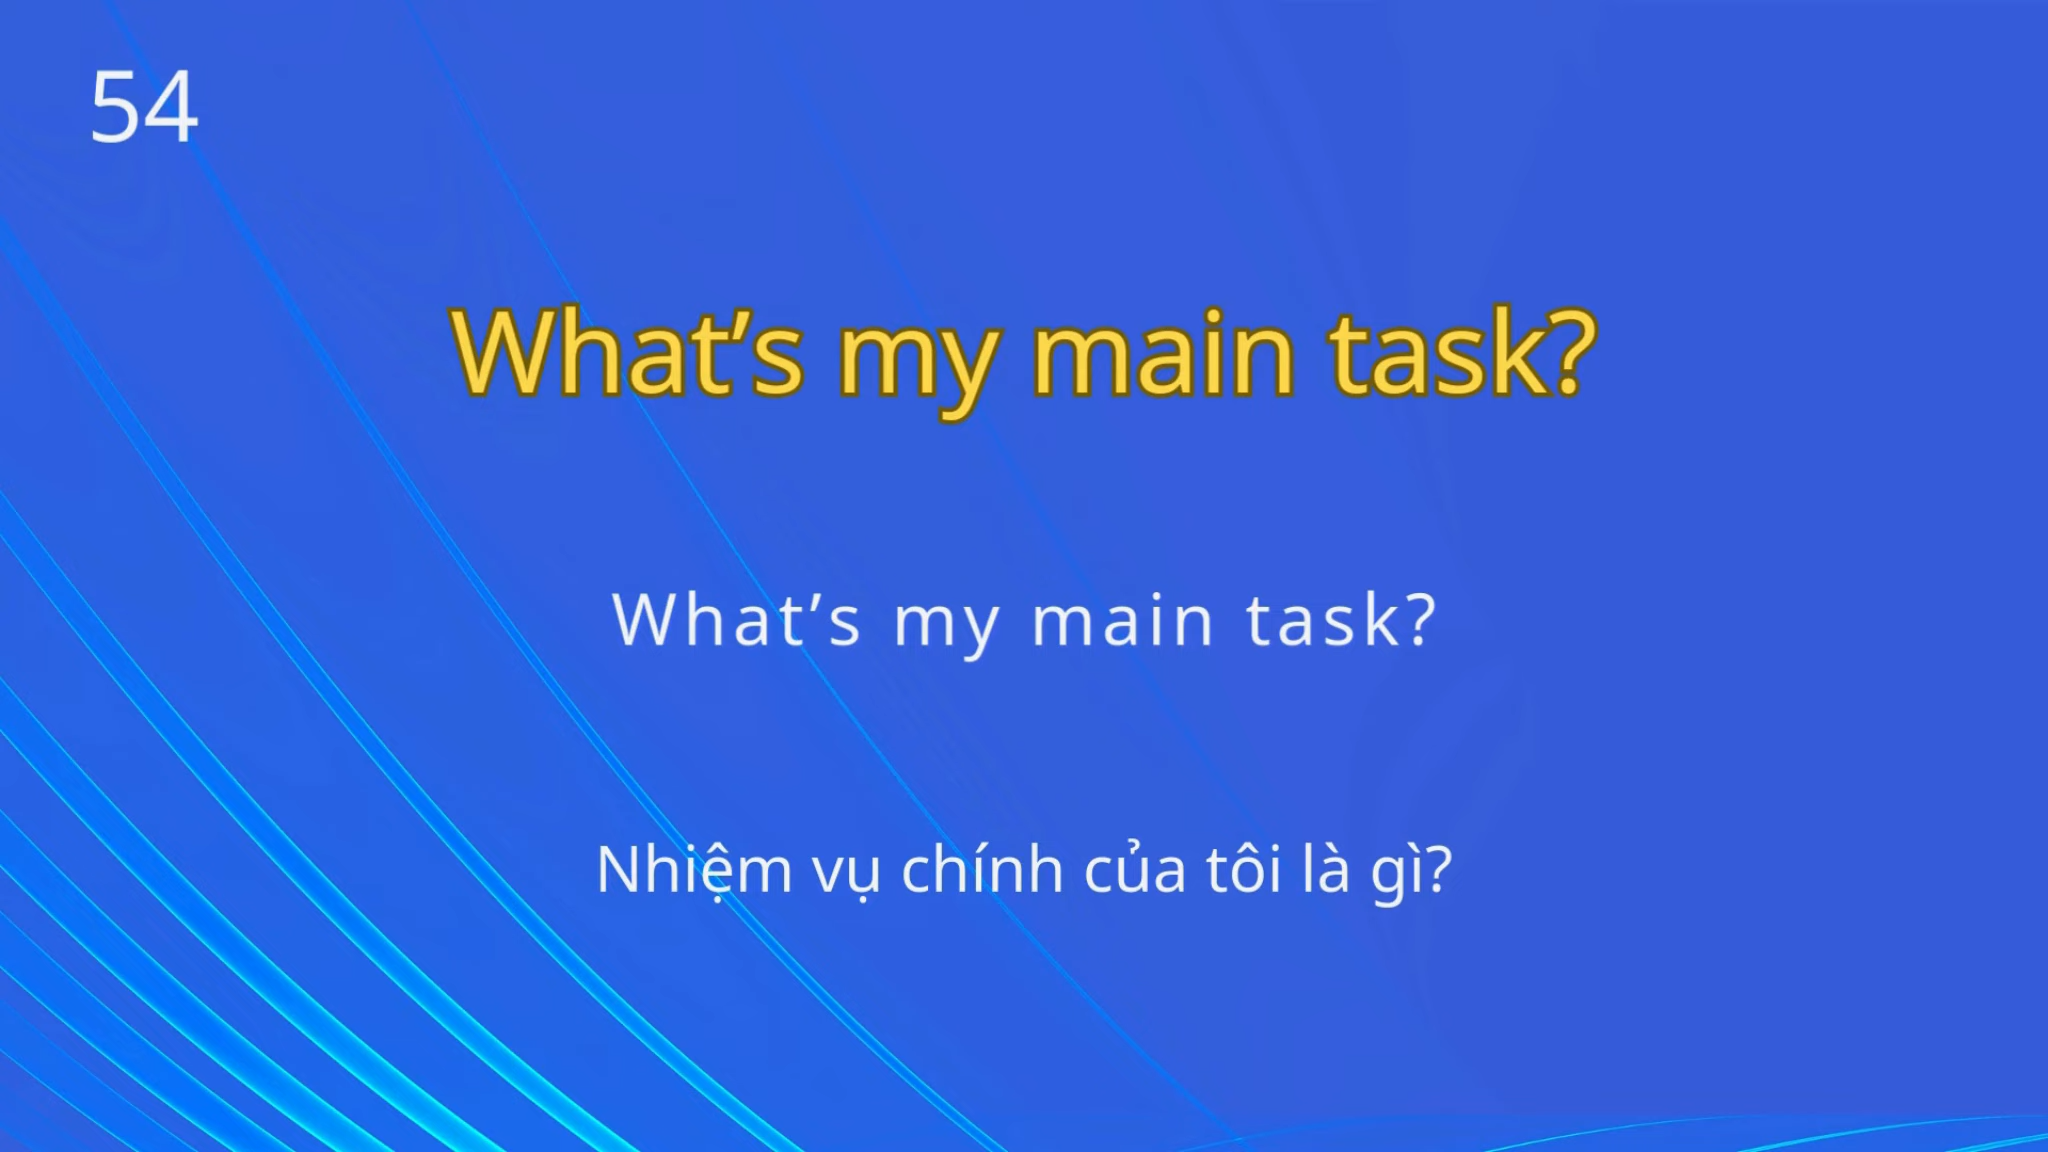 54
What’s my main task?
What’s my main task?
Nhiệm vụ chính của tôi là gì?